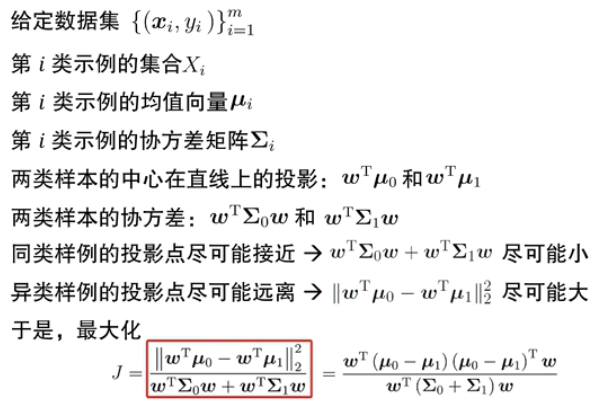 给定数据集 $\{(\boldsymbol{x}_i, y_i)\}_{i=1}^{m}$
第 $i$ 类示例的集合$X_i$
第 $i$ 类示例的均值向量$\boldsymbol{\mu}_i$
第 $i$ 类示例的协方差矩阵$\boldsymbol{\Sigma}_i$
两类样本的中心在直线上的投影：$\boldsymbol{w}^{\mathrm{T}}\boldsymbol{\mu}_0$ 和$\boldsymbol{w}^{\mathrm{T}}\boldsymbol{\mu}_1$
两类样本的协方差：$\boldsymbol{w}^{\mathrm{T}}\boldsymbol{\Sigma}_0\boldsymbol{w}$ 和 $\boldsymbol{w}^{\mathrm{T}}\boldsymbol{\Sigma}_1\boldsymbol{w}$
同类样例的投影点尽可能接近 → $\boldsymbol{w}^{\mathrm{T}}\boldsymbol{\Sigma}_0\boldsymbol{w} + \boldsymbol{w}^{\mathrm{T}}\boldsymbol{\Sigma}_1\boldsymbol{w}$ 尽可能小
异类样例的投影点尽可能远离 → $\|\boldsymbol{w}^{\mathrm{T}}\boldsymbol{\mu}_0 - \boldsymbol{w}^{\mathrm{T}}\boldsymbol{\mu}_1\|_2^2$ 尽可能大
于是，最大化
$J = \frac{\|\boldsymbol{w}^{\mathrm{T}}\boldsymbol{\mu}_0 - \boldsymbol{w}^{\mathrm{T}}\boldsymbol{\mu}_1\|_2^2}{\boldsymbol{w}^{\mathrm{T}}\boldsymbol{\Sigma}_0\boldsymbol{w} + \boldsymbol{w}^{\mathrm{T}}\boldsymbol{\Sigma}_1\boldsymbol{w}} = \frac{\boldsymbol{w}^{\mathrm{T}}(\boldsymbol{\mu}_0 - \boldsymbol{\mu}_1)(\boldsymbol{\mu}_0 - \boldsymbol{\mu}_1)^{\mathrm{T}}\boldsymbol{w}}{\boldsymbol{w}^{\mathrm{T}}(\boldsymbol{\Sigma}_0 + \boldsymbol{\Sigma}_1)\boldsymbol{w}}$